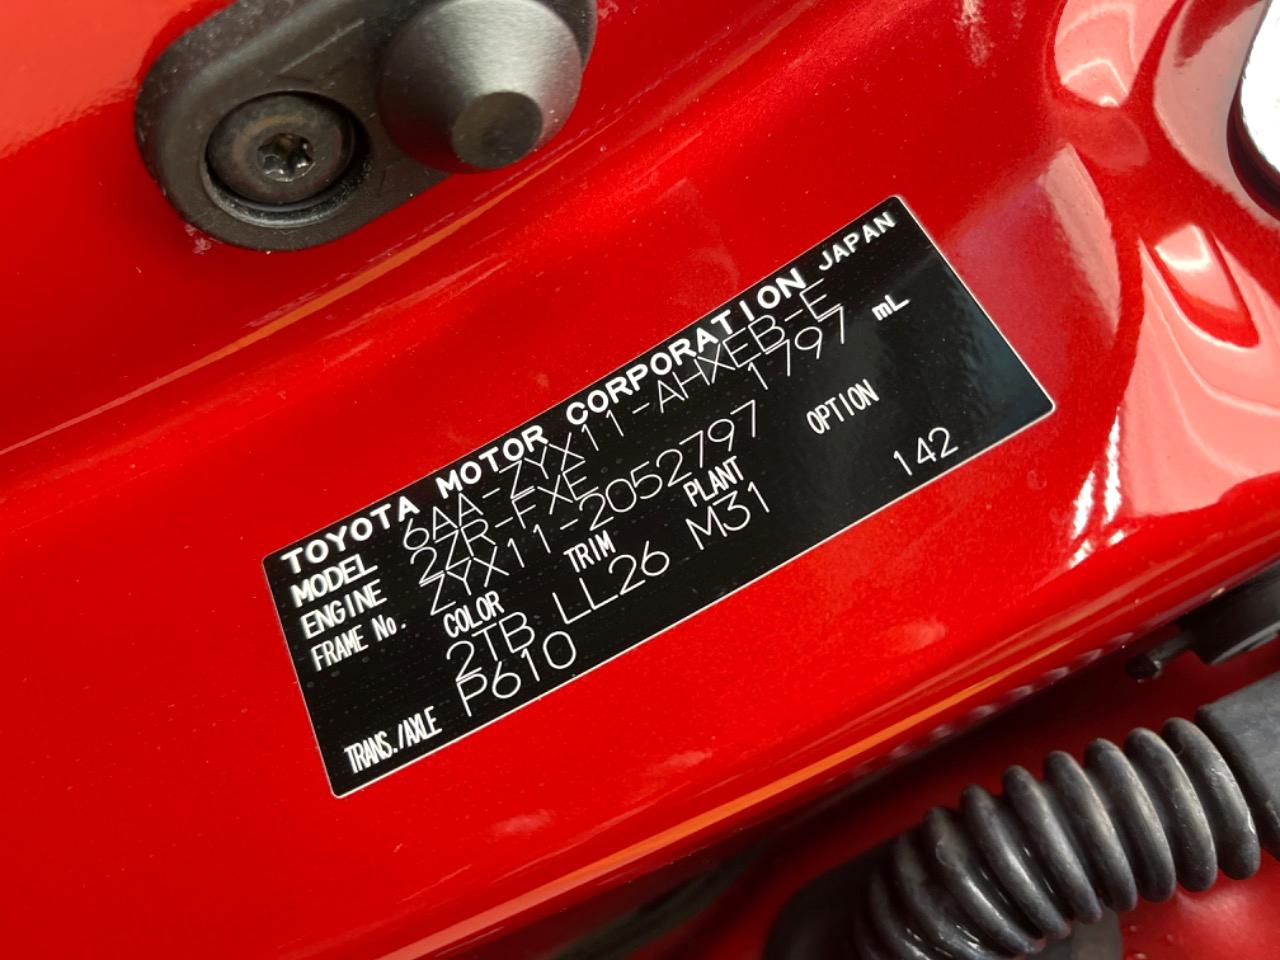 TOYOTA MOTOR CORPORATION JAPAN
MODEL 6AA-ZYX11-AHXEB-E
ENGINE 2ZR-FXE 1797 mL
FRAME No. ZYX11-2052797
COLOR TRIM PLANT OPTION
2TB LL26 M31 142
TRANS./AXLE P610